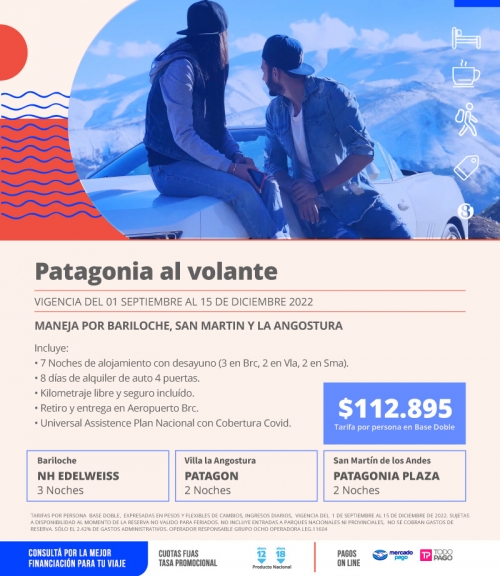 Patagonia al volante
VIGENCIA DEL 01 SEPTIEMBRE AL 15 DE DICIEMBRE 2022
MANEJA POR BARILOCHE, SAN MARTIN Y LA ANGOSTURA
Incluye:
• 7 Noches de alojamiento con desayuno (3 en Brc, 2 en Vla, 2 en Sma).
• 8 días de alquiler de auto 4 puertas.
• Kilometraje libre y seguro incluído.
• Retiro y entrega en Aeropuerto Brc.
• Universal Assistence Plan Nacional con Cobertura Covid.
$112.895
Tarifa por persona en Base Doble
Bariloche
NH EDELWEISS
3 Noches
Villa la Angostura
PATAGON
2 Noches
San Martín de los Andes
PATAGONIA PLAZA
2 Noches
TARIFAS POR PERSONA BASE DOBLE, EXPRESADAS EN PESOS Y FLEXIBLES DE CAMBIOS, INGRESOS DIARIOS, VIGENCIA DEL 1 DE SEPTIEMBRE AL 15 DE DICIEMBRE DE 2022. SUJETAS
A DISPONIBILIDAD AL MOMENTO DE LA RESERVA NO VALIDO PARA FERIADOS. NO INCLUYE ENTRADAS A PARQUES NACIONALES NI PROVINCIALES, NO SE COBRAN GASTOS DE
RESERVA. SÓLO EL 2.42% DE GASTOS ADMINISTRATIVOS. OPERADOR RESPONSABLE GRUPO OCHO OPERADORA LEG.11604
CONSULTÁ POR LA MEJOR
FINANCIACIÓN PARA TU VIAJE
CUOTAS FIJAS
TASA PROMOCIONAL
ahora
12
ahora
18
Producto Nacional
PAGOS
ON LINE
mercado
pago
TP
TODO
PAGO